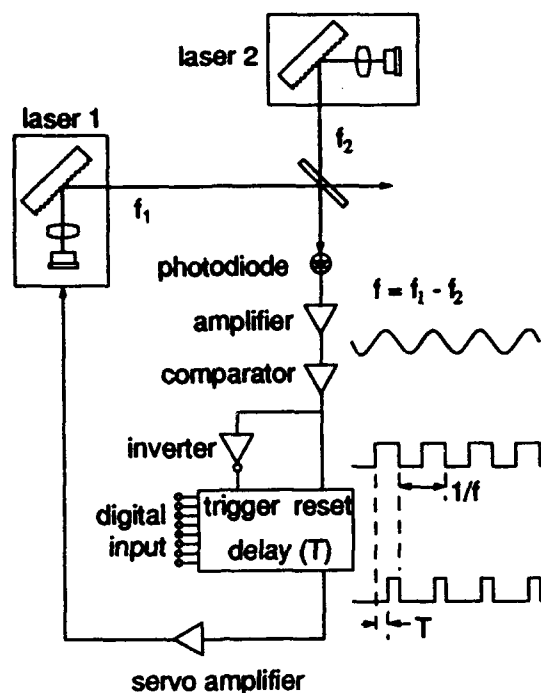 laser 2
laser 1
f₂
f₁
photodiode
f = f₁ - f₂
amplifier
comparator
inverter
1/f
trigger reset
digital
input
delay (T)
T
servo amplifier